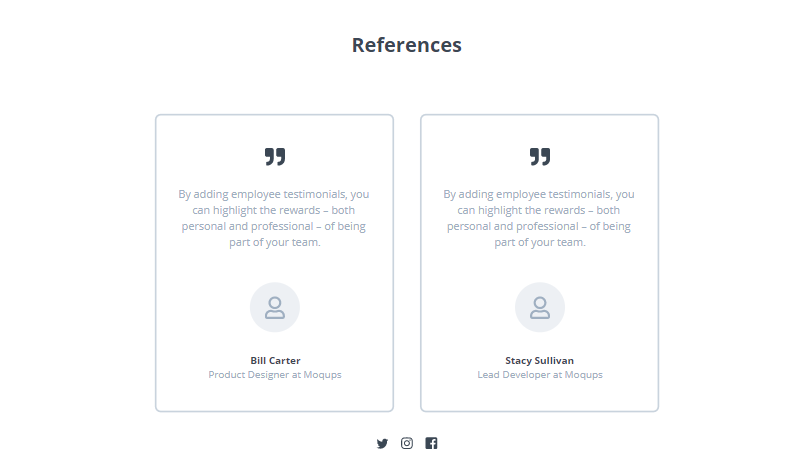 References
By adding employee testimonials, you
can highlight the rewards – both
personal and professional – of being
part of your team.
Bill Carter
Product Designer at Moqups
By adding employee testimonials, you
can highlight the rewards – both
personal and professional – of being
part of your team.
Stacy Sullivan
Lead Developer at Moqups